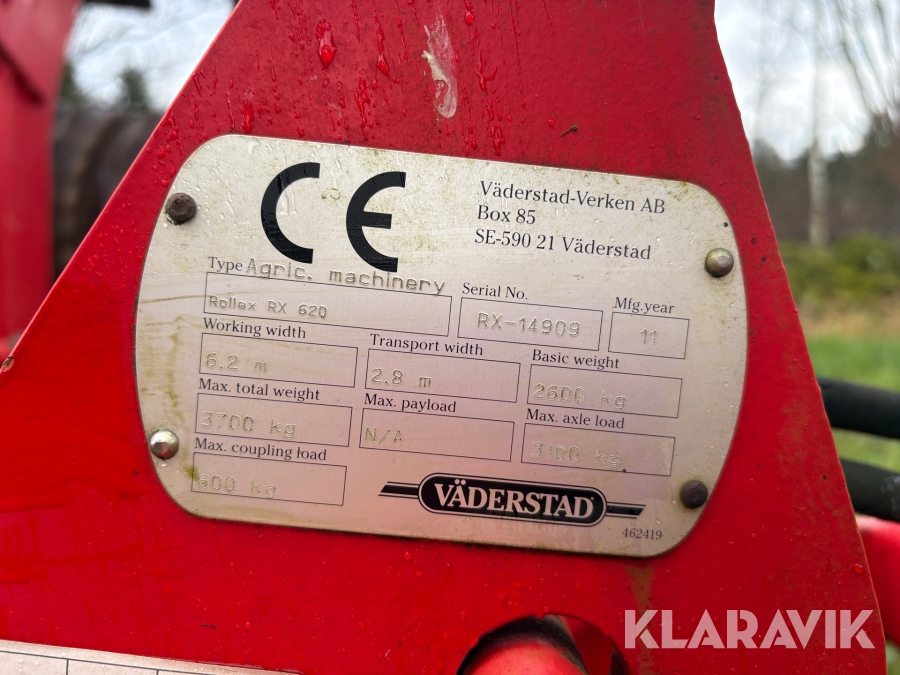 CE
Väderstad-Verken AB
Box 85
SE-590 21 Väderstad
Type Agric. machinery
Rollex RX 620
Serial No.
RX-14909
Mfg.year
11
Working width
6.2 m
Transport width
2.8 m
Basic weight
2600 kg
Max. total weight
3700 kg
Max. payload
N/A
Max. axle load
3100 kg
Max. coupling load
600 kg
VÄDERSTAD
462419
KLARAVIK